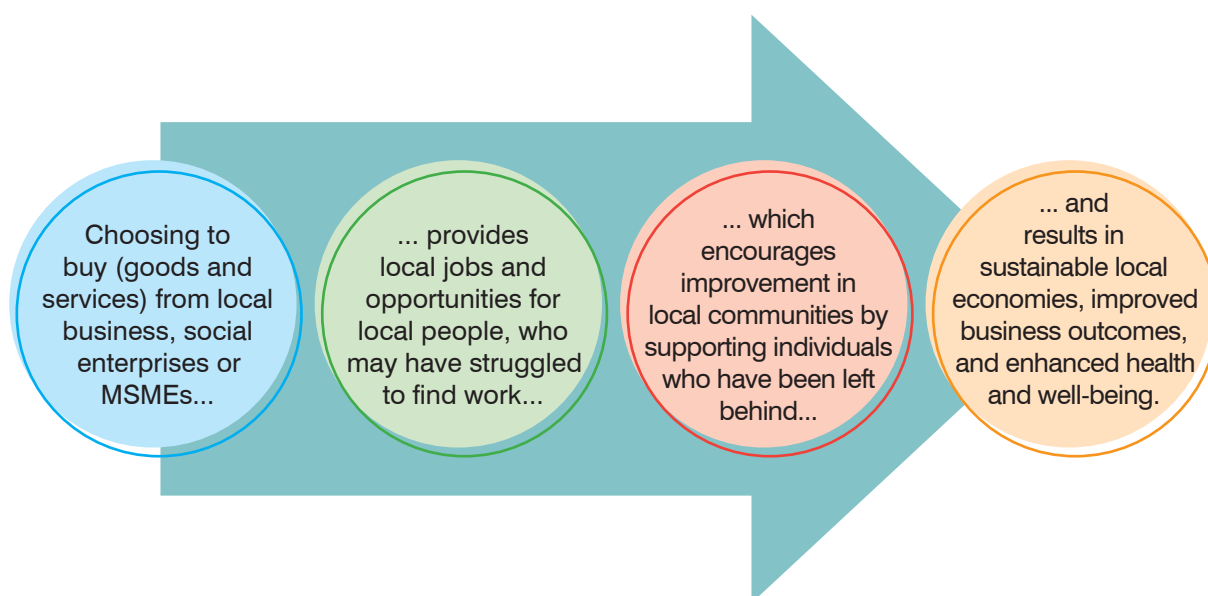 Choosing to
buy (goods and
services) from local
business, social
enterprises or
MSMEs...
... provides
local jobs and
opportunities for
local people, who
may have struggled
to find work...
... which
encourages
improvement in
local communities by
supporting individuals
who have been left
behind...
... and
results in
sustainable local
economies, improved
business outcomes,
and enhanced health
and well-being.